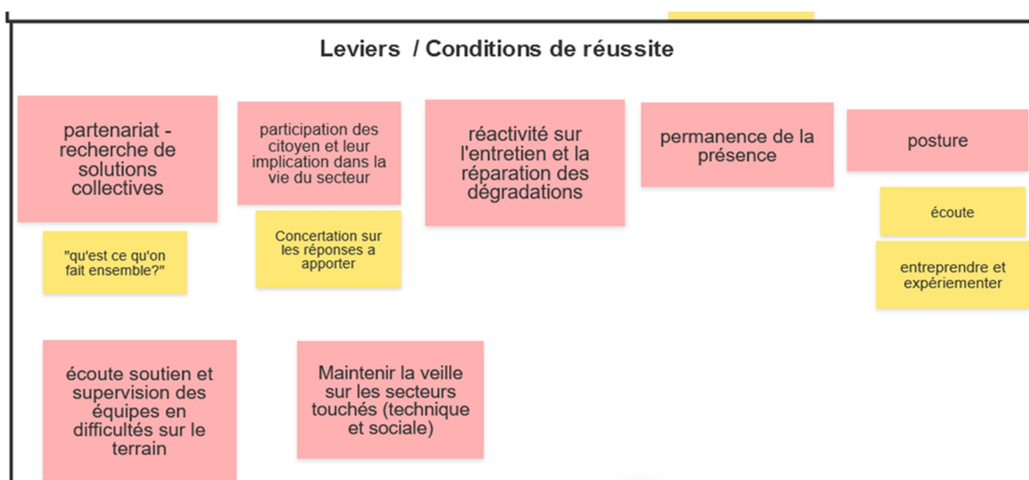 Leviers / Conditions de réussite
partenariat -
recherche de
solutions
collectives
"qu'est ce qu'on
fait ensemble?"
participation des
citoyen et leur
implication dans la
vie du secteur
Concertation sur
les réponses a
apporter
réactivité sur
l'entretien et la
réparation des
dégradations
permanence de la
présence
posture
écoute
entreprendre et
expériementer
écoute soutien et
supervision des
équipes en
difficultés sur le
terrain
Maintenir la veille
sur les secteurs
touchés (technique
et sociale)